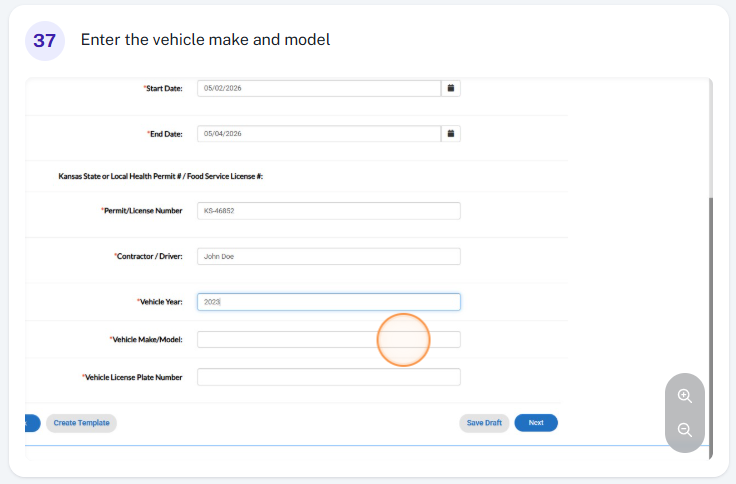 37 Enter the vehicle make and model
*Start Date: 05/02/2026
*End Date: 05/04/2026
Kansas State or Local Health Permit # / Food Service License #:
*Permit/License Number KS-46852
*Contractor / Driver: John Doe
*Vehicle Year: 2023
*Vehicle Make/Model:
*Vehicle License Plate Number
Create Template Save Draft Next